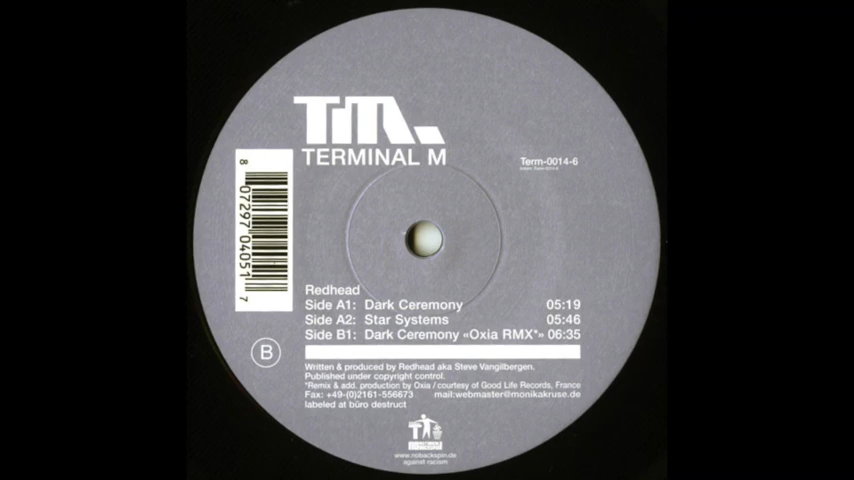 TM.
TERMINAL M
Term-0014-6
8 07297 04051 7
Redhead
Side A1: Dark Ceremony 05:19
Side A2: Star Systems 05:46
Side B1: Dark Ceremony «Oxia RMX*» 06:35
B
Written & produced by Redhead aka Steve Vangilbergen.
Published under copyright control.
*Remix & add. production by Oxia / courtesy of Good Life Records, France
Fax: +49-(0)2161-556673 mail:webmaster@monikakruse.de
labeled at büro destruct
www.nobackspin.de
against racism